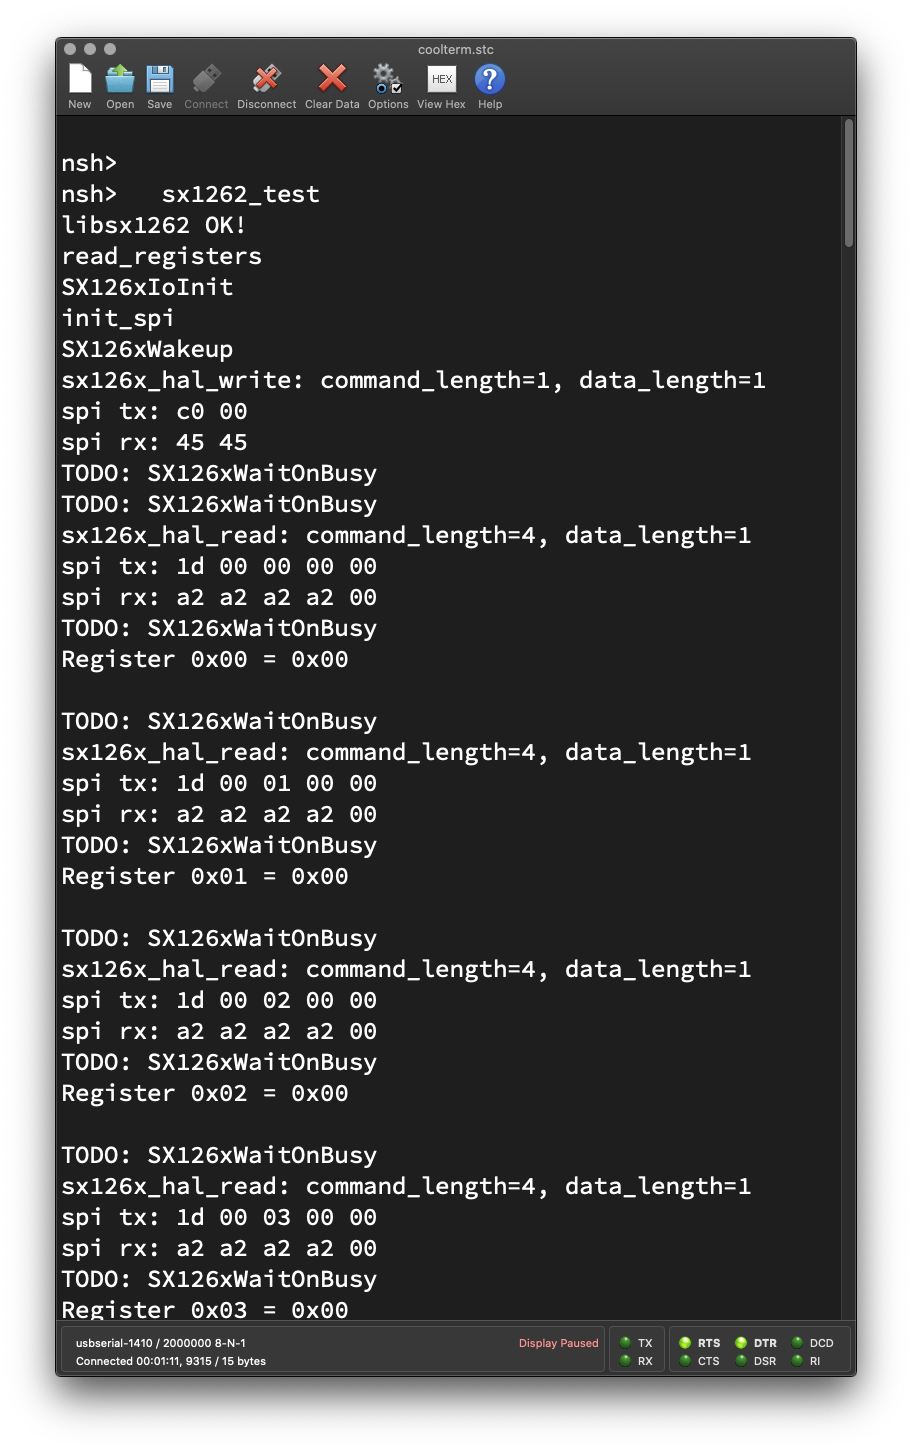 coolterm.stc
New Open Save Connect Disconnect Clear Data Options HEX View Hex ? Help
nsh>
nsh>   sx1262_test
libsx1262 OK!
read_registers
SX126xIoInit
init_spi
SX126xWakeup
sx126x_hal_write: command_length=1, data_length=1
spi tx: c0 00
spi rx: 45 45
TODO: SX126xWaitOnBusy
TODO: SX126xWaitOnBusy
sx126x_hal_read: command_length=4, data_length=1
spi tx: 1d 00 00 00 00
spi rx: a2 a2 a2 a2 00
TODO: SX126xWaitOnBusy
Register 0x00 = 0x00
TODO: SX126xWaitOnBusy
sx126x_hal_read: command_length=4, data_length=1
spi tx: 1d 00 01 00 00
spi rx: a2 a2 a2 a2 00
TODO: SX126xWaitOnBusy
Register 0x01 = 0x00
TODO: SX126xWaitOnBusy
sx126x_hal_read: command_length=4, data_length=1
spi tx: 1d 00 02 00 00
spi rx: a2 a2 a2 a2 00
TODO: SX126xWaitOnBusy
Register 0x02 = 0x00
TODO: SX126xWaitOnBusy
sx126x_hal_read: command_length=4, data_length=1
spi tx: 1d 00 03 00 00
spi rx: a2 a2 a2 a2 00
TODO: SX126xWaitOnBusy
Register 0x03 = 0x00
usbserial-1410 / 2000000 8-N-1 Display Paused TX RTS DTR DCD
Connected 00:01:11, 9315 / 15 bytes RX CTS DSR RI